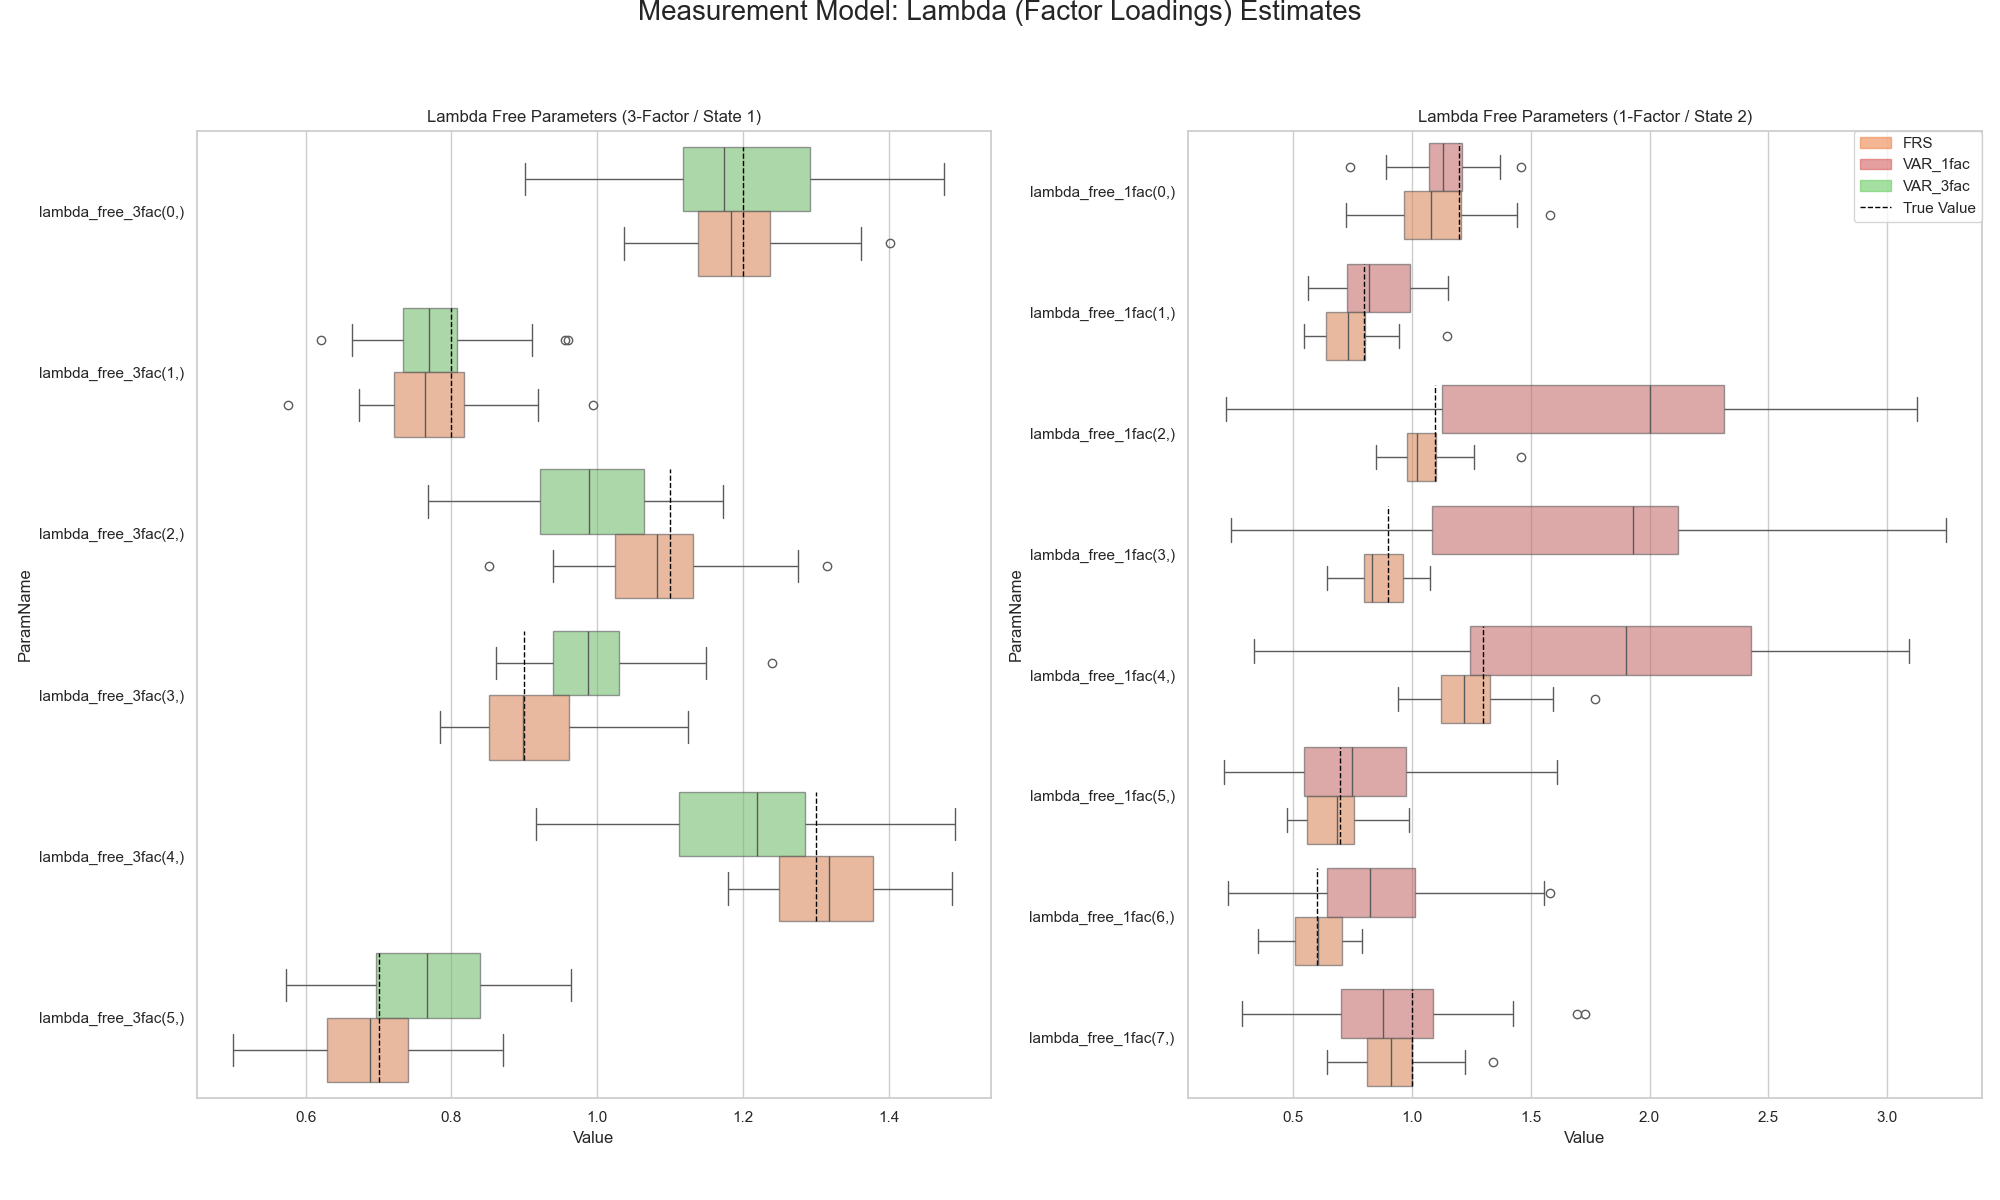 Measurement Model: Lambda (Factor Loadings) Estimates
Lambda Free Parameters (3-Factor / State 1)
ParamName
lambda_free_3fac(0,)
lambda_free_3fac(1,)
lambda_free_3fac(2,)
lambda_free_3fac(3,)
lambda_free_3fac(4,)
lambda_free_3fac(5,)
0.6 0.8 1.0 1.2 1.4
Value
Lambda Free Parameters (1-Factor / State 2)
ParamName
lambda_free_1fac(0,)
lambda_free_1fac(1,)
lambda_free_1fac(2,)
lambda_free_1fac(3,)
lambda_free_1fac(4,)
lambda_free_1fac(5,)
lambda_free_1fac(6,)
lambda_free_1fac(7,)
0.5 1.0 1.5 2.0 2.5 3.0
Value
FRS
VAR_1fac
VAR_3fac
True Value